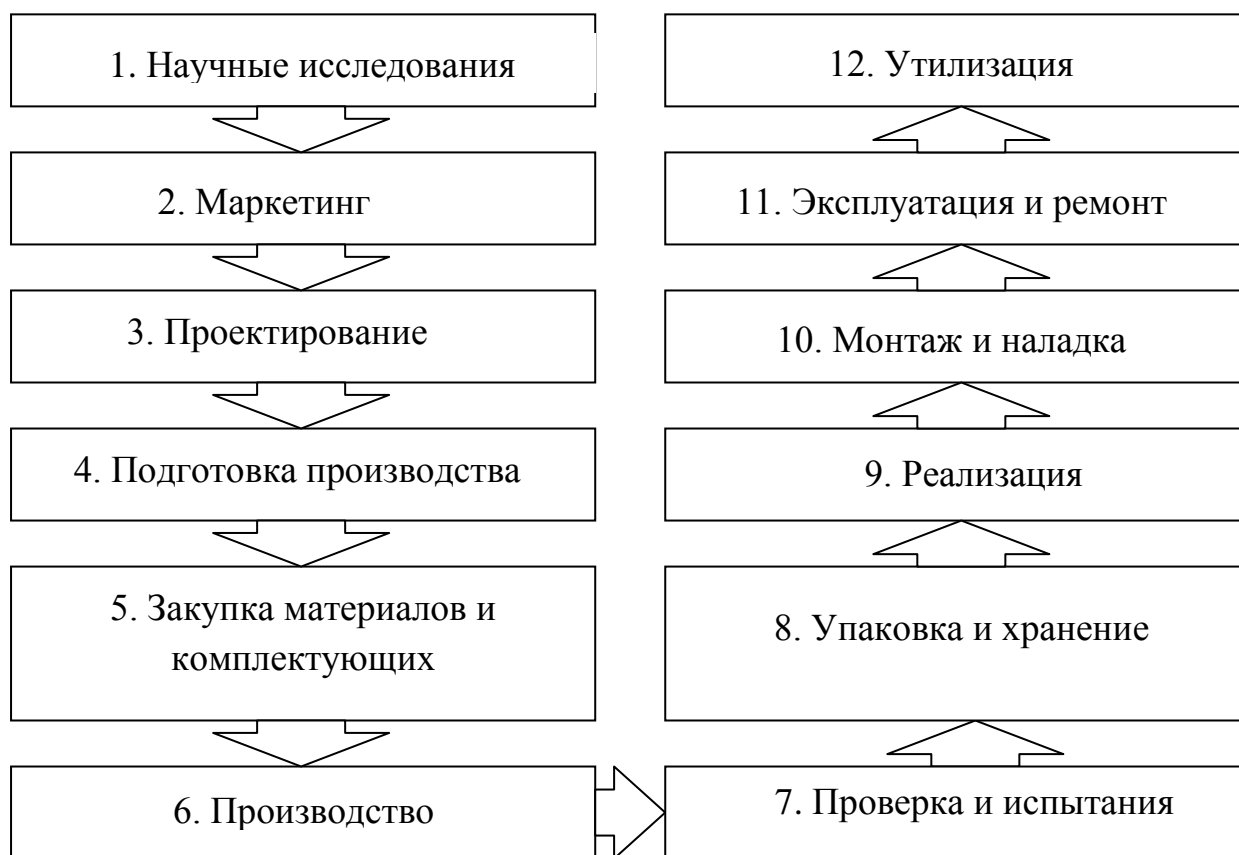 1. Научные исследования
2. Маркетинг
3. Проектирование
4. Подготовка производства
5. Закупка материалов и
комплектующих
6. Производство
7. Проверка и испытания
8. Упаковка и хранение
9. Реализация
10. Монтаж и наладка
11. Эксплуатация и ремонт
12. Утилизация